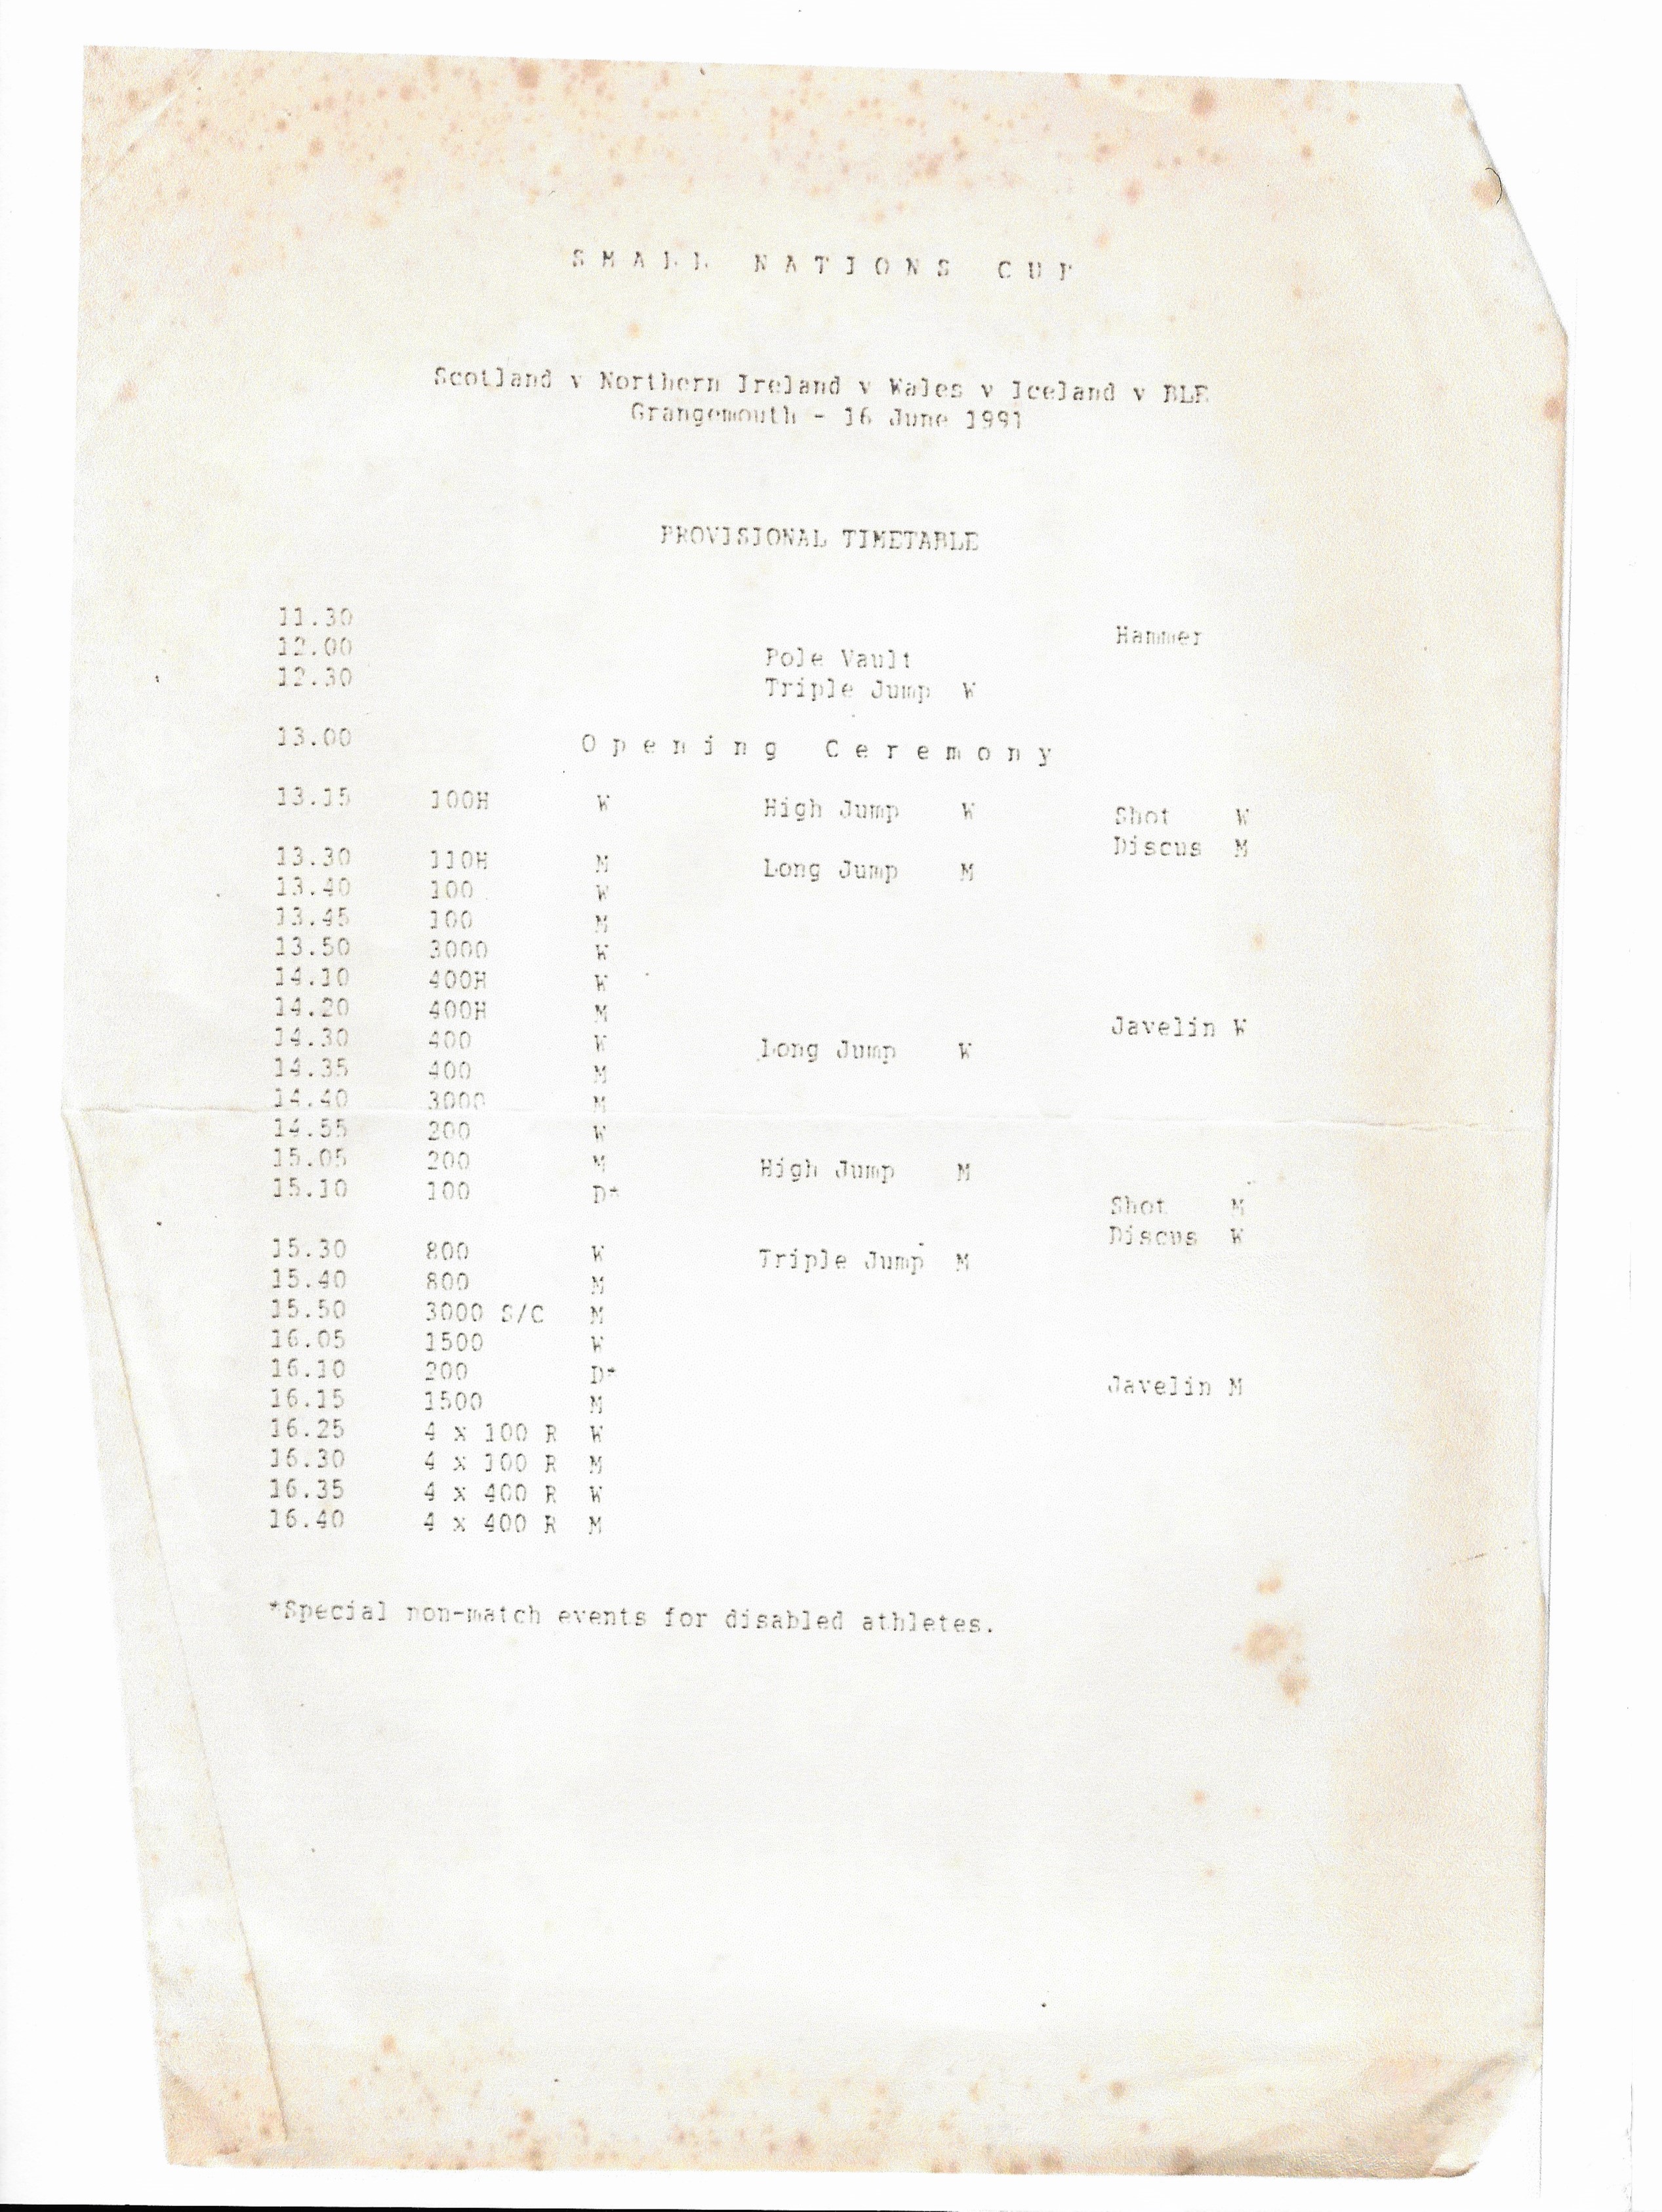 SMALL NATIONS CUP
Scotland v Northern Ireland v Wales v Iceland v BLE
Grangemouth - 16 June 1991
PROVISIONAL TIMETABLE
11.30 Hammer
12.00 Pole Vault
12.30 Triple Jump W
13.00 Opening Ceremony
13.15 100H W High Jump W Shot W
Discus M
13.30 110H M Long Jump M
13.40 100 W
13.45 100 M
13.50 3000 W
14.10 400H W
14.20 400H M Javelin W
14.30 400 W Long Jump W
14.35 400 M
14.40 3000 M
14.55 200 W
15.05 200 M High Jump M
15.10 100 D* Shot M
Discus W
15.30 800 W Triple Jump M
15.40 800 M
15.50 3000 S/C M
16.05 1500 W
16.10 200 D* Javelin M
16.15 1500 M
16.25 4 x 100 R W
16.30 4 x 100 R M
16.35 4 x 400 R W
16.40 4 x 400 R M
*Special non-match events for disabled athletes.